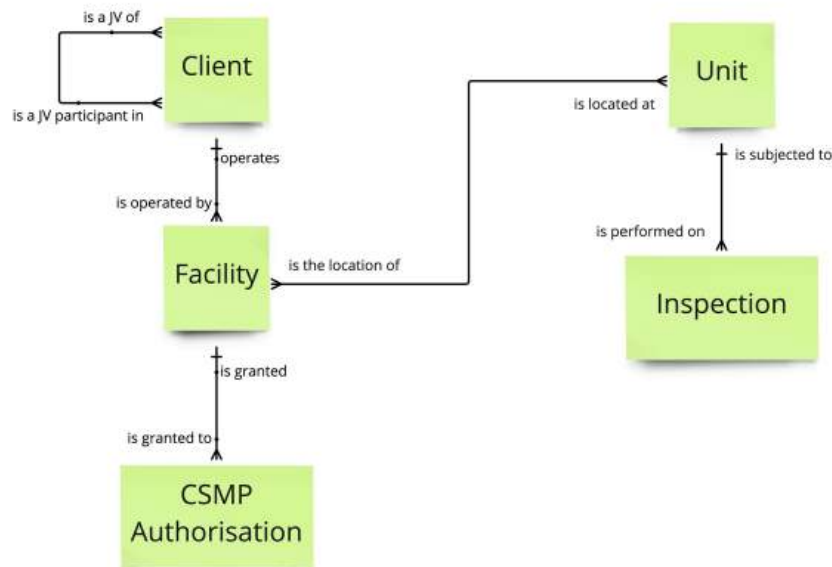 is a JV of
Client
Unit
is a JV participant in
is located at
operates
is subjected to
is operated by
is performed on
Facility
is the location of
Inspection
is granted
is granted to
CSMP
Authorisation